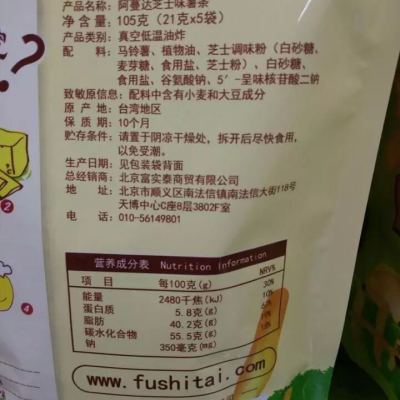 产品名称：阿曼达芝士味薯条
净 含 量：105克（21克x5袋）
产品类别：真空低温油炸
配 料：马铃薯、植物油、芝士调味粉（白砂糖、
麦芽糖、食用盐、芝士粉）、白砂糖、
食用盐、谷氨酸钠、5′-呈味核苷酸二钠
致敏原信息：配料中含有小麦和大豆成分
原 产 地：台湾地区
保 质 期：10个月
贮存条件：请置于阴凉干燥处，拆开后尽快食用，
以免受潮。
生产日期：见包装袋背面
总经销商：北京富实泰商贸有限公司
地 址：北京市顺义区南法信镇南法信大街118号
天博中心C座8层3802F室
电 话：010-56149801
营养成分表 Nutrition Information
项 目 每100克(g) NRV%
能量 2480千焦(kJ) 30%
蛋白质 5.8克(g) 10%
脂肪 40.2克(g)
碳水化合物 55.5克(g)
钠 350毫克(mg)
www.fushitai.com
?
2
4